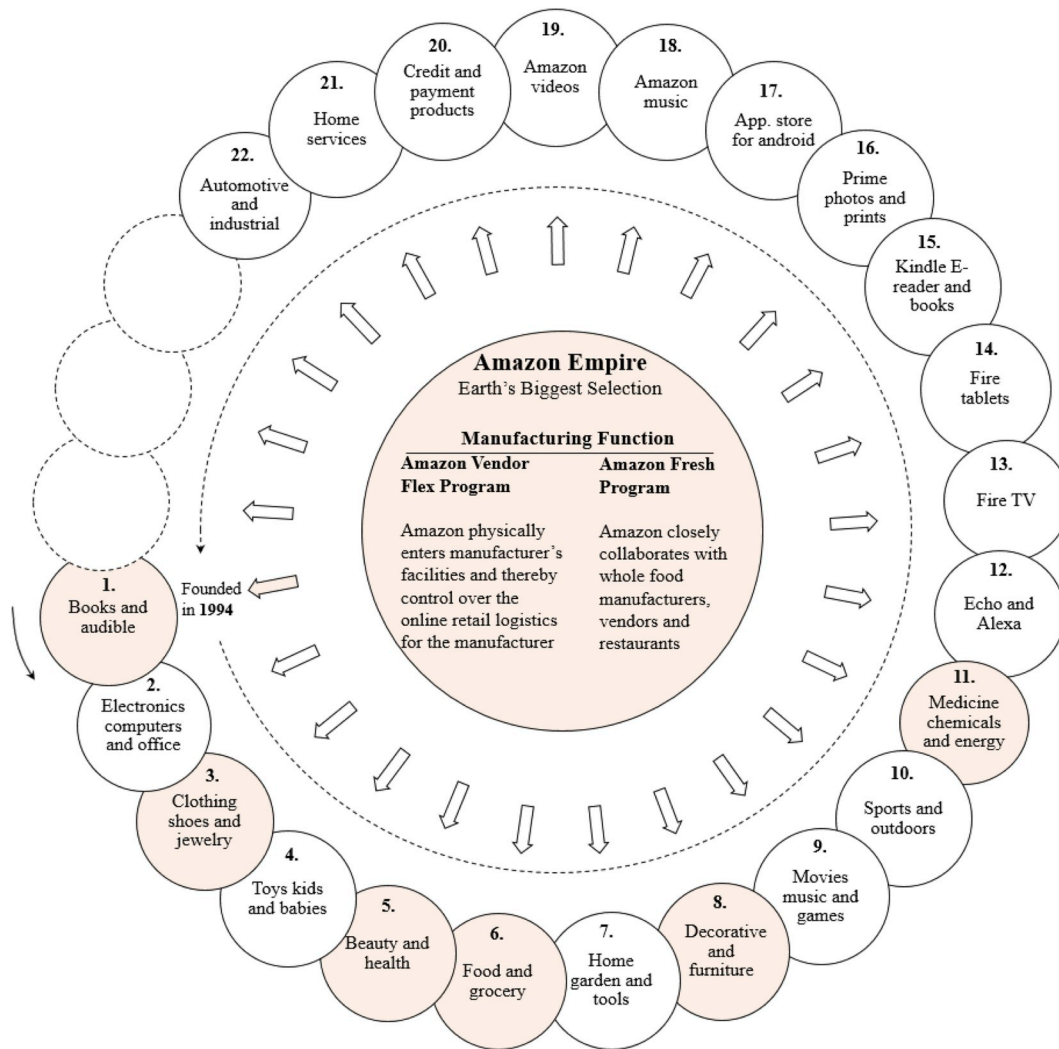 Amazon Empire
Earth's Biggest Selection
Manufacturing Function
Amazon Vendor
Flex Program
Amazon physically
enters manufacturer's
facilities and thereby
control over the
online retail logistics
for the manufacturer
Amazon Fresh
Program
Amazon closely
collaborates with
whole food
manufacturers,
vendors and
restaurants
Founded
in 1994
1.
Books and
audible
2.
Electronics
computers
and office
3.
Clothing
shoes and
jewelry
4.
Toys kids
and babies
5.
Beauty and
health
6.
Food and
grocery
7.
Home
garden and
tools
8.
Decorative
and
furniture
9.
Movies
music and
games
10.
Sports and
outdoors
11.
Medicine
chemicals
and energy
12.
Echo and
Alexa
13.
Fire TV
14.
Fire
tablets
15.
Kindle E-
reader and
books
16.
Prime
photos and
prints
17.
App. store
for android
18.
Amazon
music
19.
Amazon
videos
20.
Credit and
payment
products
21.
Home
services
22.
Automotive
and
industrial